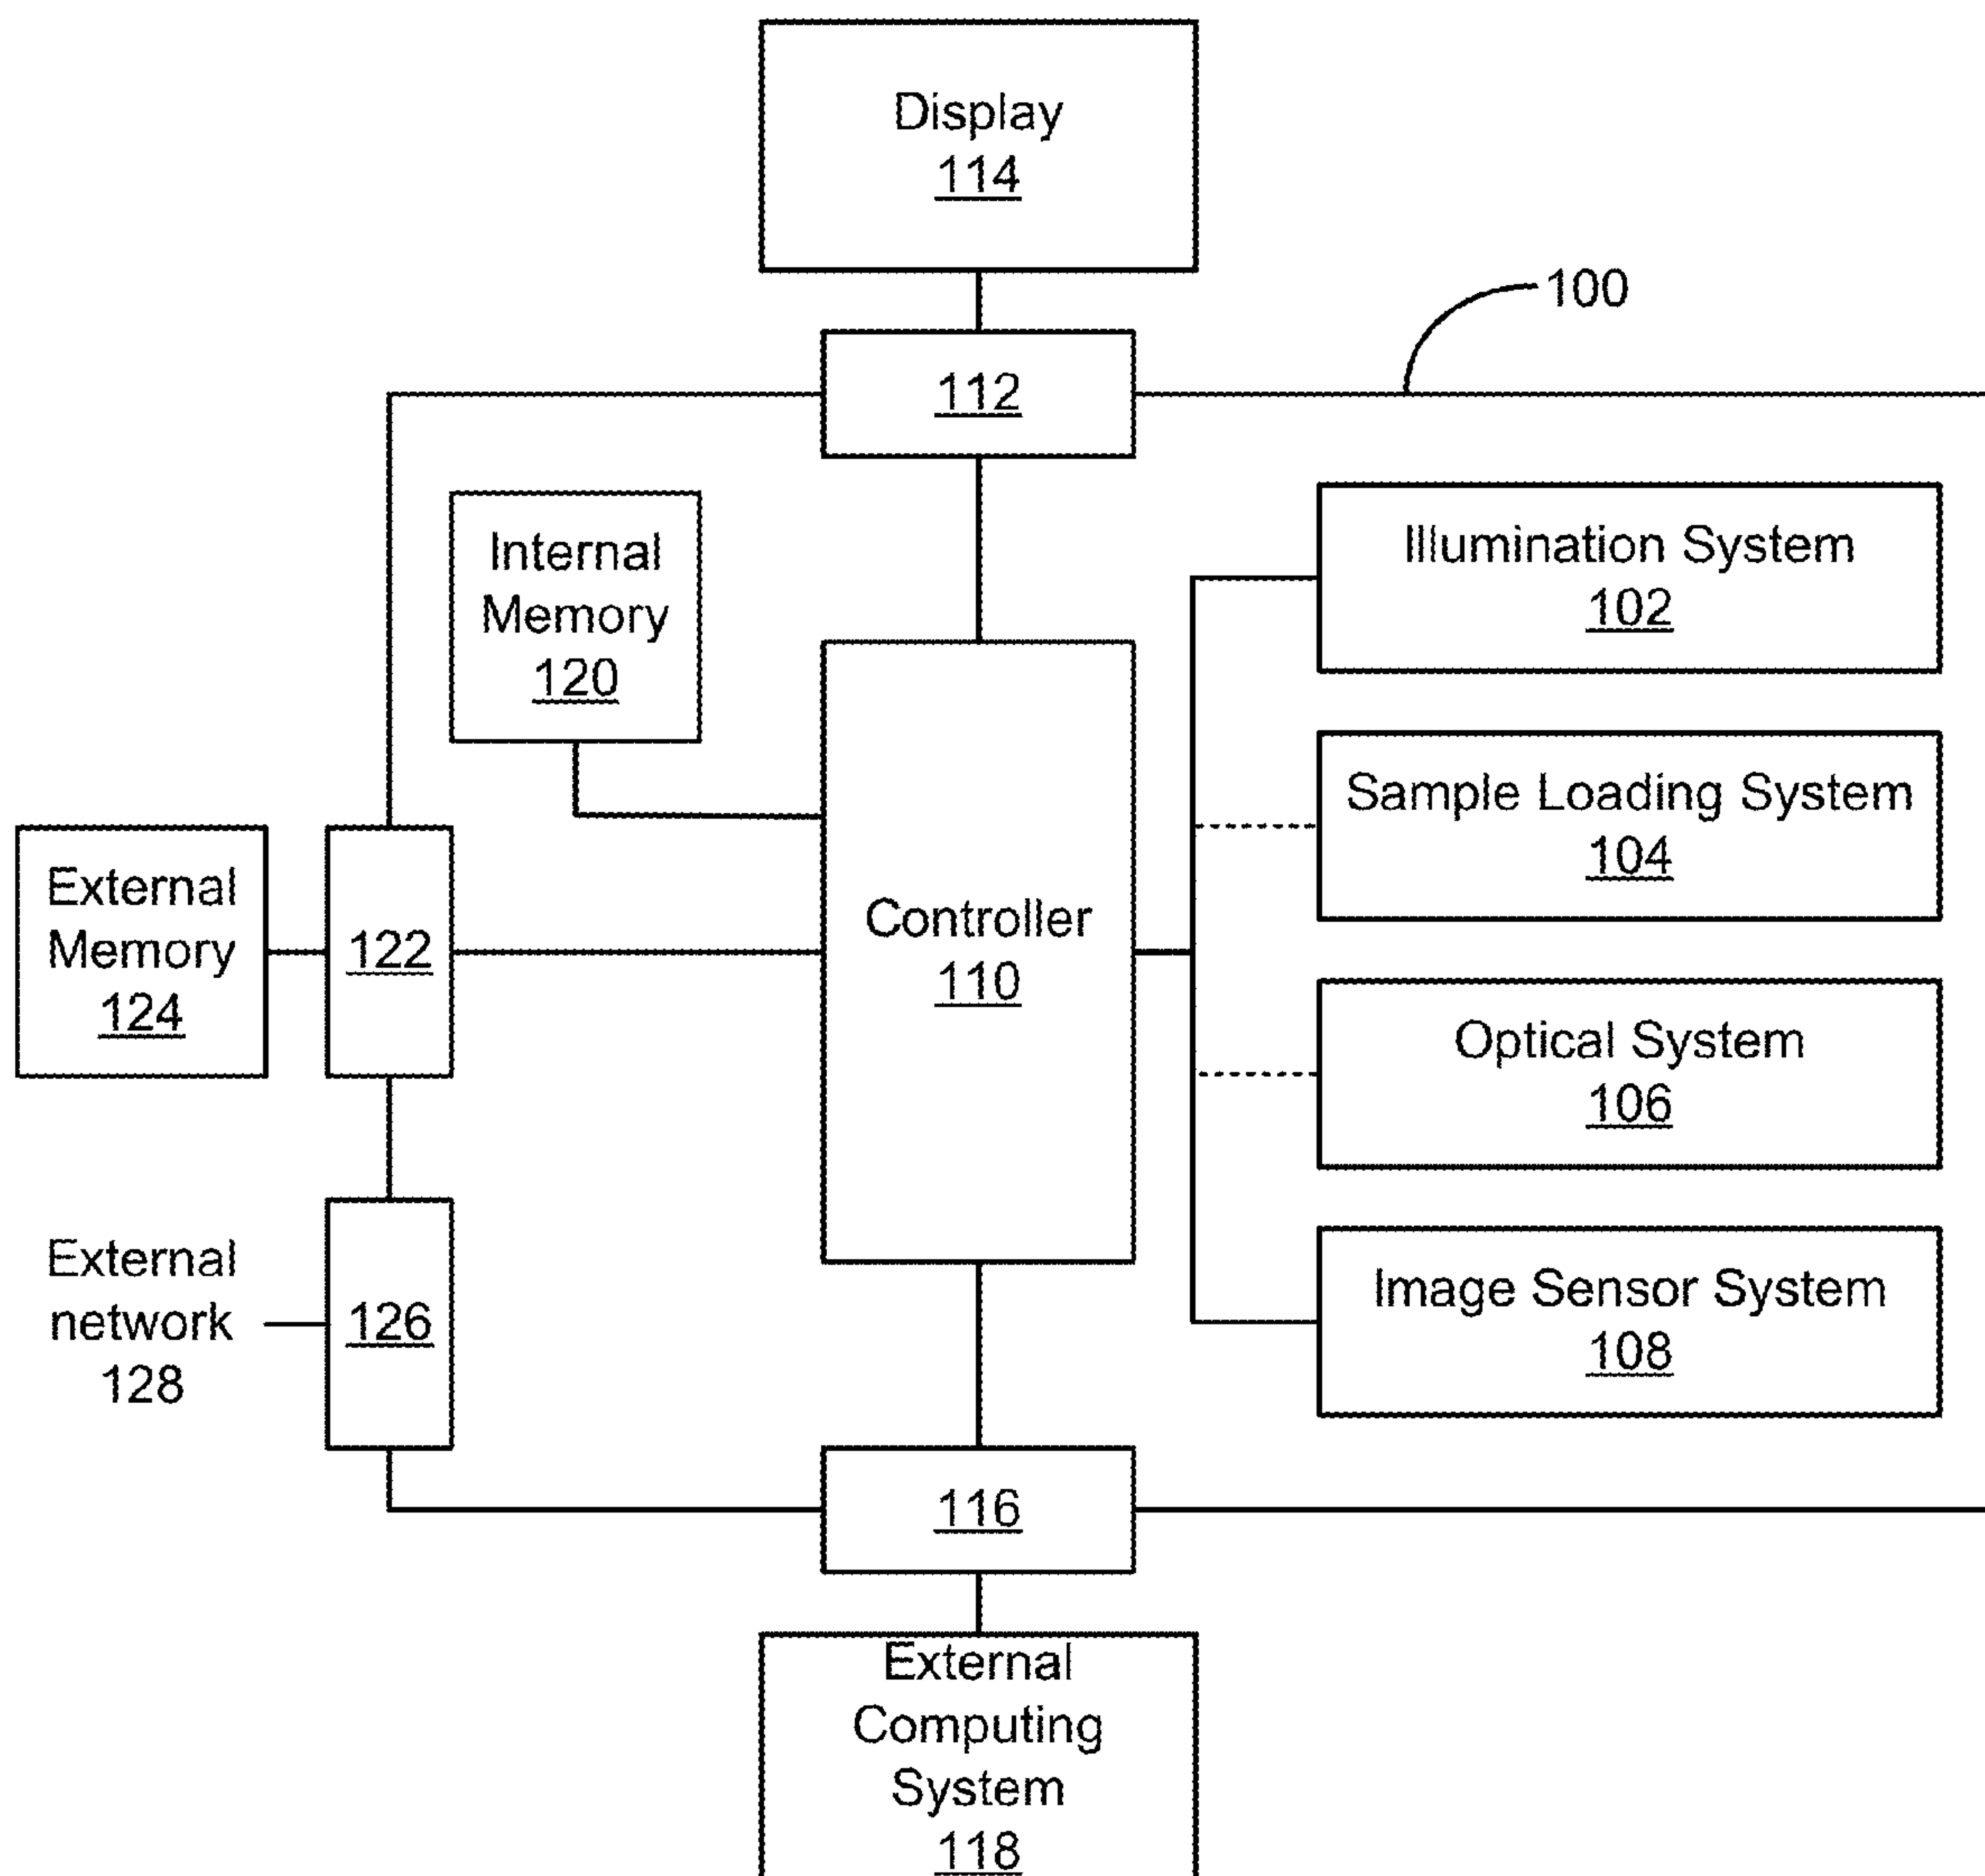 Display
114
100
112
Internal
Memory
120
Illumination System
102
Sample Loading System
104
External
Memory
124
122
Controller
110
Optical System
106
External
network
128
126
Image Sensor System
108
116
External
Computing
System
118